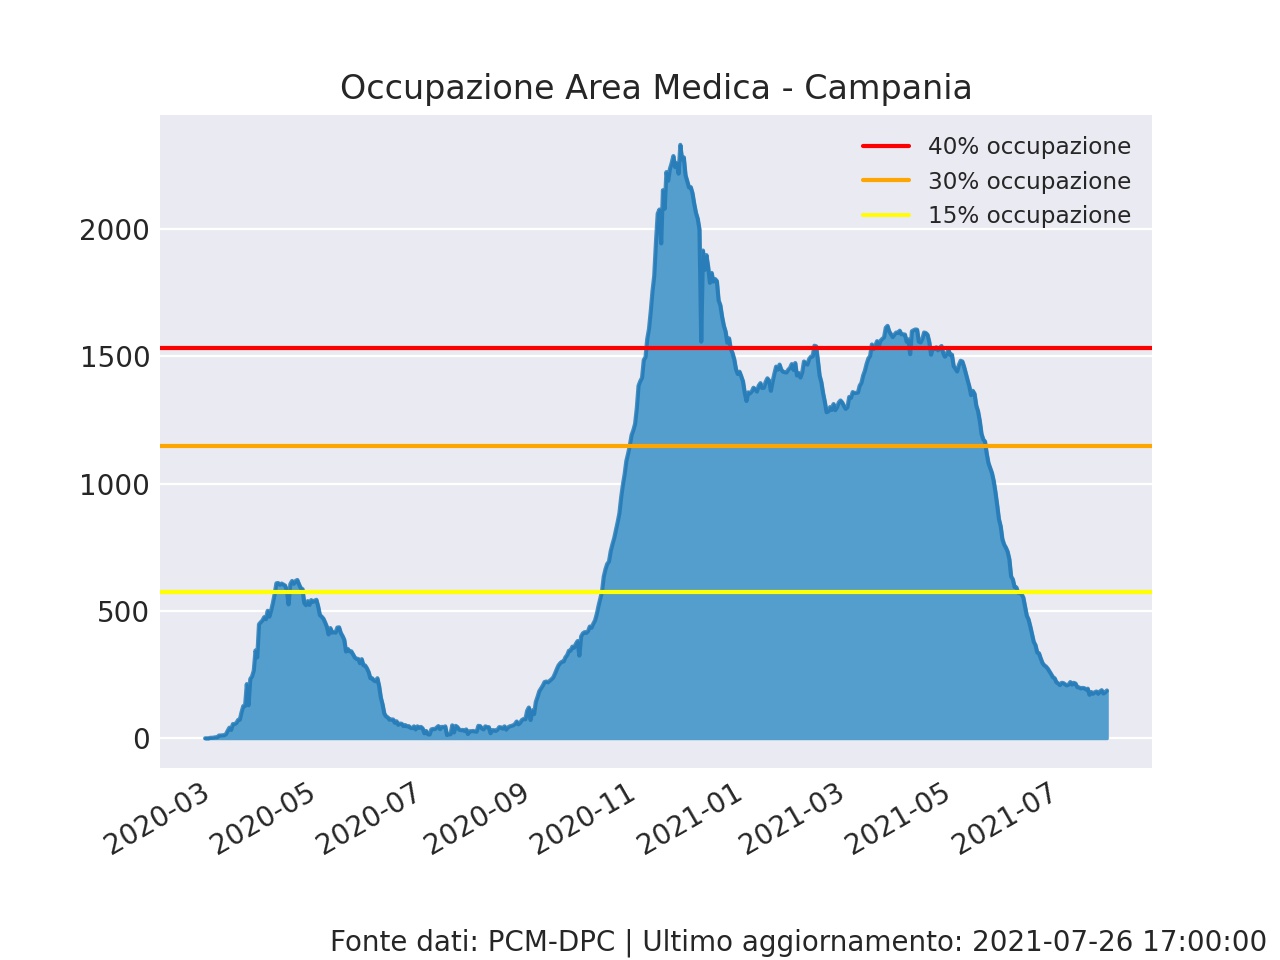 Occupazione Area Medica - Campania
40% occupazione
30% occupazione
15% occupazione
2000
1500
1000
500
0
2020-03
2020-05
2020-07
2020-09
2020-11
2021-01
2021-03
2021-05
2021-07
Fonte dati: PCM-DPC | Ultimo aggiornamento: 2021-07-26 17:00:00